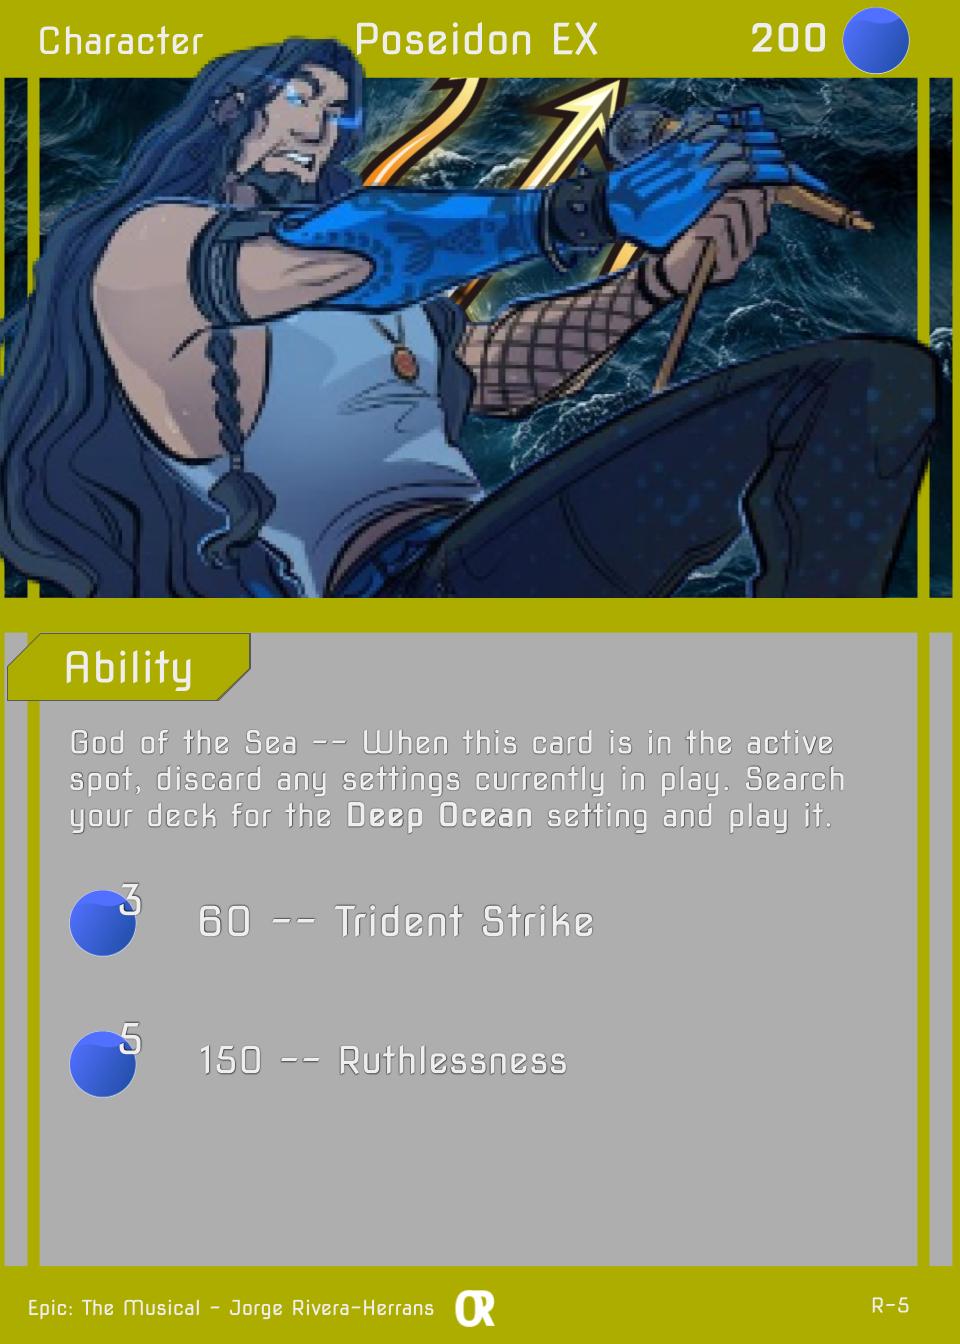 Character Poseidon EX 200
Ability
God of the Sea -- When this card is in the active
spot, discard any settings currently in play. Search
your deck for the Deep Ocean setting and play it.
3
60 -- Trident Strike
5
150 -- Ruthlessness
Epic: The Musical - Jorge Rivera-Herrans OR R-5